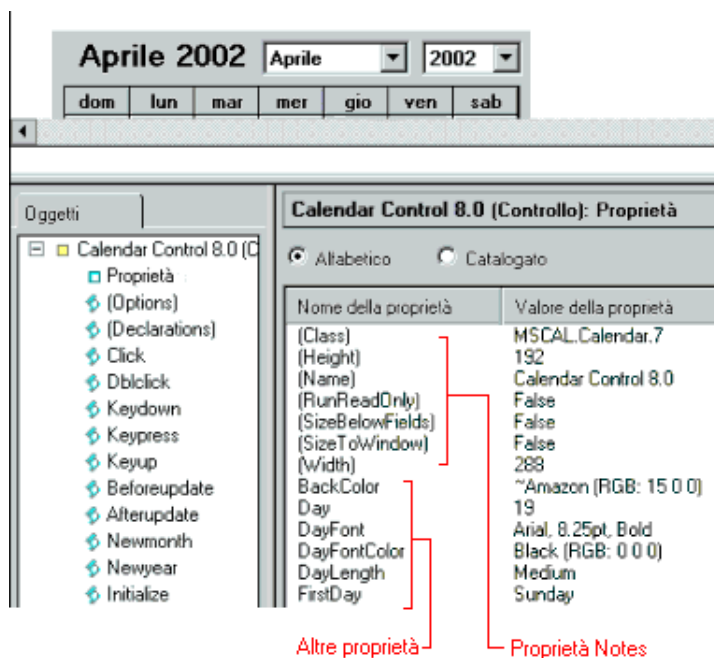 Aprile 2002 Aprile 2002
dom lun mar mer gio ven sab
Oggetti
Calendar Control 8.0 (C
Proprietà
(Options)
(Declarations)
Click
Dblclick
Keydown
Keypress
Keyup
Beforeupdate
Afterupdate
Newmonth
Newyear
Initialize
Calendar Control 8.0 (Controllo): Proprietà
Alfabetico Catalogato
Nome della proprietà Valore della proprietà
(Class) MSCAL.Calendar.7
(Height) 192
(Name) Calendar Control 8.0
(RunReadOnly) False
(SizeBelowFields) False
(SizeToWindow) False
(Width) 288
BackColor ~Amazon (RGB: 15 0 0)
Day 19
DayFont Arial, 8.25pt, Bold
DayFontColor Black (RGB: 0 0 0)
DayLength Medium
FirstDay Sunday
Altre proprietà Proprietà Notes